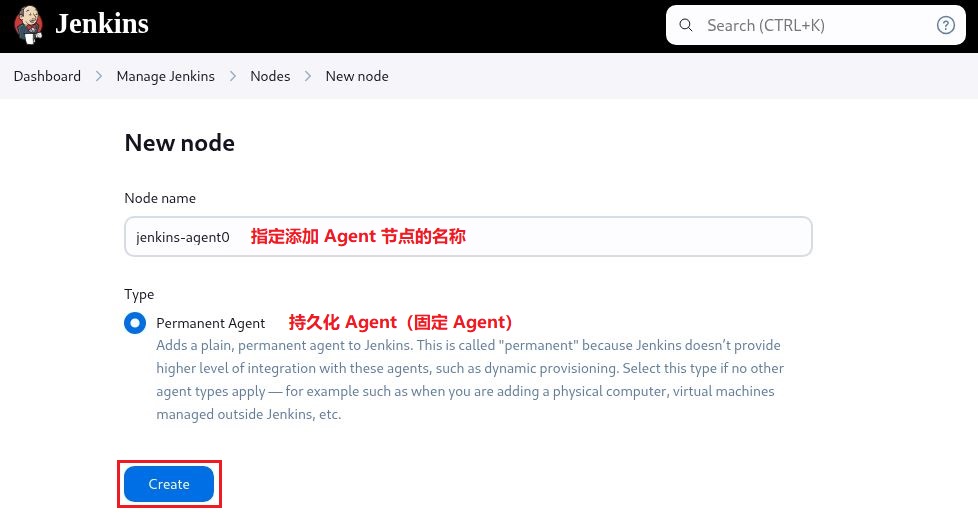 Jenkins
Search (CTRL+K)
Dashboard
Manage Jenkins
Nodes
New node
New node
Node name
jenkins-agent0 指定添加 Agent 节点的名称
Type
Permanent Agent 持久化 Agent（固定 Agent）
Adds a plain, permanent agent to Jenkins. This is called "permanent" because Jenkins doesn’t provide
higher level of integration with these agents, such as dynamic provisioning. Select this type if no other
agent types apply — for example such as when you are adding a physical computer, virtual machines
managed outside Jenkins, etc.
Create